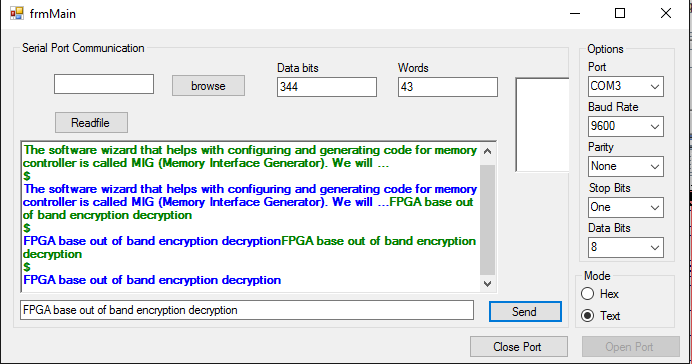 frmMain
Serial Port Communication
browse
Data bits
344
Words
43
Readfile
The software wizard that helps with configuring and generating code for memory
controller is called MIG (Memory Interface Generator). We will ...
$
The software wizard that helps with configuring and generating code for memory
controller is called MIG (Memory Interface Generator). We will ...FPGA base out
of band encryption decryption
$
FPGA base out of band encryption decryptionFPGA base out of band encryption
decryption
$
FPGA base out of band encryption decryption
FPGA base out of band encryption decryption
Send
Options
Port
COM3
Baud Rate
9600
Parity
None
Stop Bits
One
Data Bits
8
Mode
Hex
Text
Close Port
Open Port